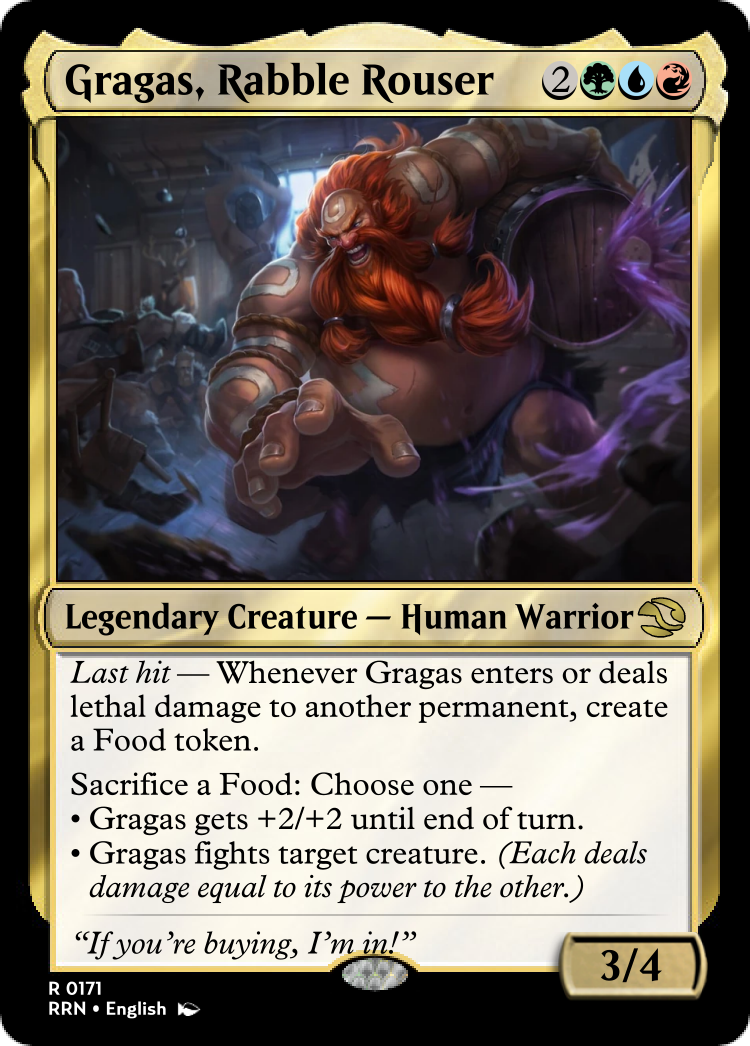 Gragas, Rabble Rouser 2
Legendary Creature — Human Warrior
Last hit — Whenever Gragas enters or deals
lethal damage to another permanent, create
a Food token.
Sacrifice a Food: Choose one —
• Gragas gets +2/+2 until end of turn.
• Gragas fights target creature. (Each deals
damage equal to its power to the other.)
“If you’re buying, I’m in!”
3/4
R 0171
RRN • English